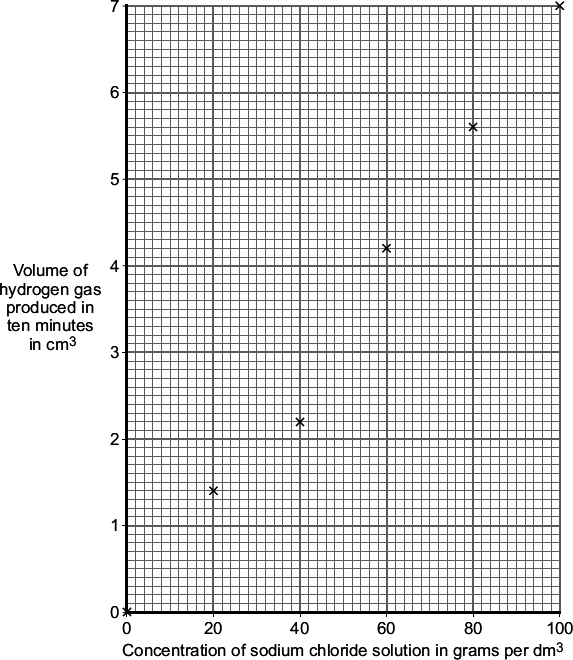 7
6
5
4
3
2
1
0
Volume of
hydrogen gas
produced in
ten minutes
in cm³
0 20 40 60 80 100
Concentration of sodium chloride solution in grams per dm³